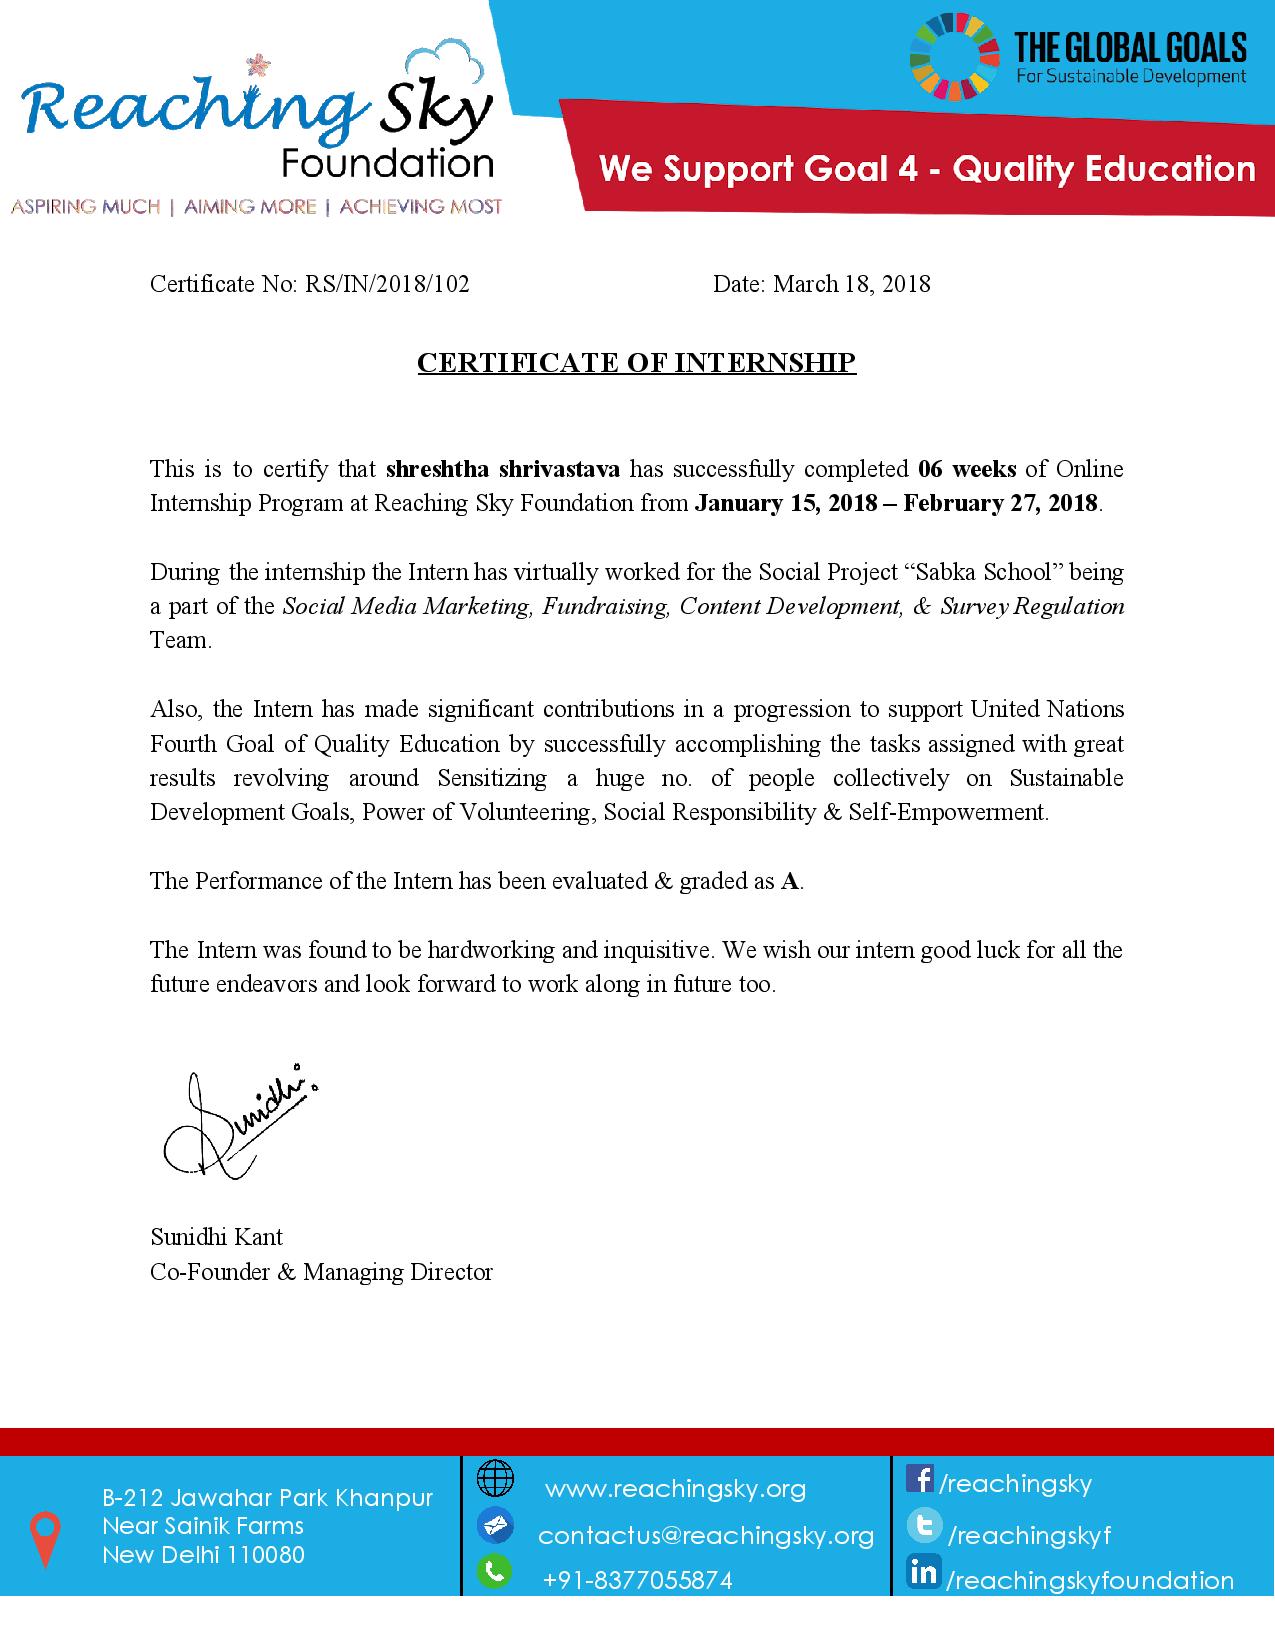 Reaching Sky
Foundation
ASPIRING MUCH | AIMING MORE | ACHIEVING MOST
THE GLOBAL GOALS
For Sustainable Development
We Support Goal 4 - Quality Education
Certificate No: RS/IN/2018/102 Date: March 18, 2018
CERTIFICATE OF INTERNSHIP
This is to certify that shreshtha shrivastava has successfully completed 06 weeks of Online
Internship Program at Reaching Sky Foundation from January 15, 2018 – February 27, 2018.
During the internship the Intern has virtually worked for the Social Project “Sabka School” being
a part of the Social Media Marketing, Fundraising, Content Development, & Survey Regulation
Team.
Also, the Intern has made significant contributions in a progression to support United Nations
Fourth Goal of Quality Education by successfully accomplishing the tasks assigned with great
results revolving around Sensitizing a huge no. of people collectively on Sustainable
Development Goals, Power of Volunteering, Social Responsibility & Self-Empowerment.
The Performance of the Intern has been evaluated & graded as A.
The Intern was found to be hardworking and inquisitive. We wish our intern good luck for all the
future endeavors and look forward to work along in future too.
Sunidhi
Sunidhi Kant
Co-Founder & Managing Director
B-212 Jawahar Park Khanpur
Near Sainik Farms
New Delhi 110080
www.reachingsky.org
contactus@reachingsky.org
+91-8377055874
/reachingsky
/reachingskyf
/reachingskyfoundation